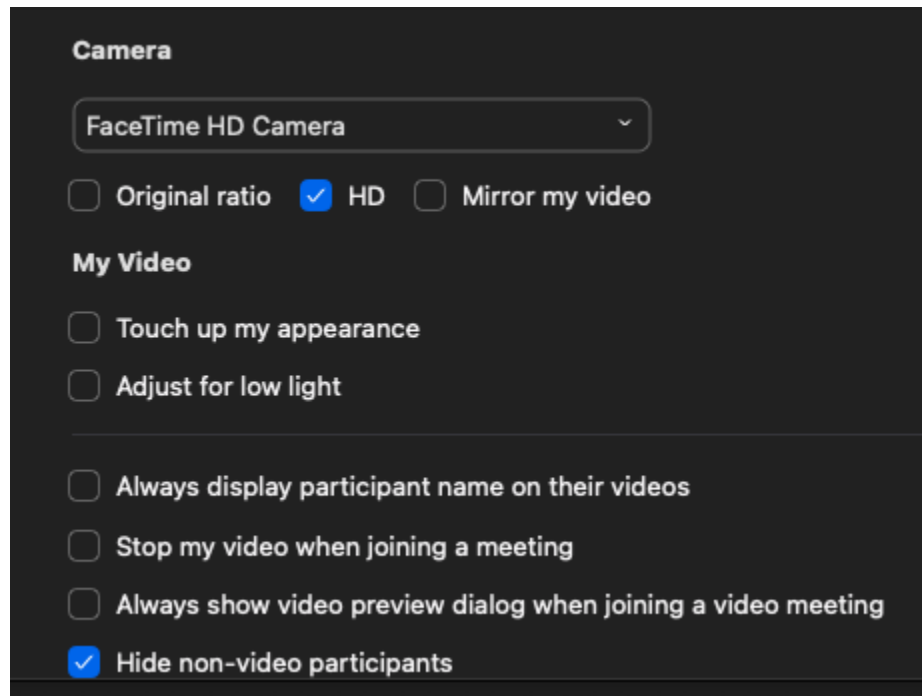 Camera
FaceTime HD Camera
Original ratio HD Mirror my video
My Video
Touch up my appearance
Adjust for low light
Always display participant name on their videos
Stop my video when joining a meeting
Always show video preview dialog when joining a video meeting
Hide non-video participants